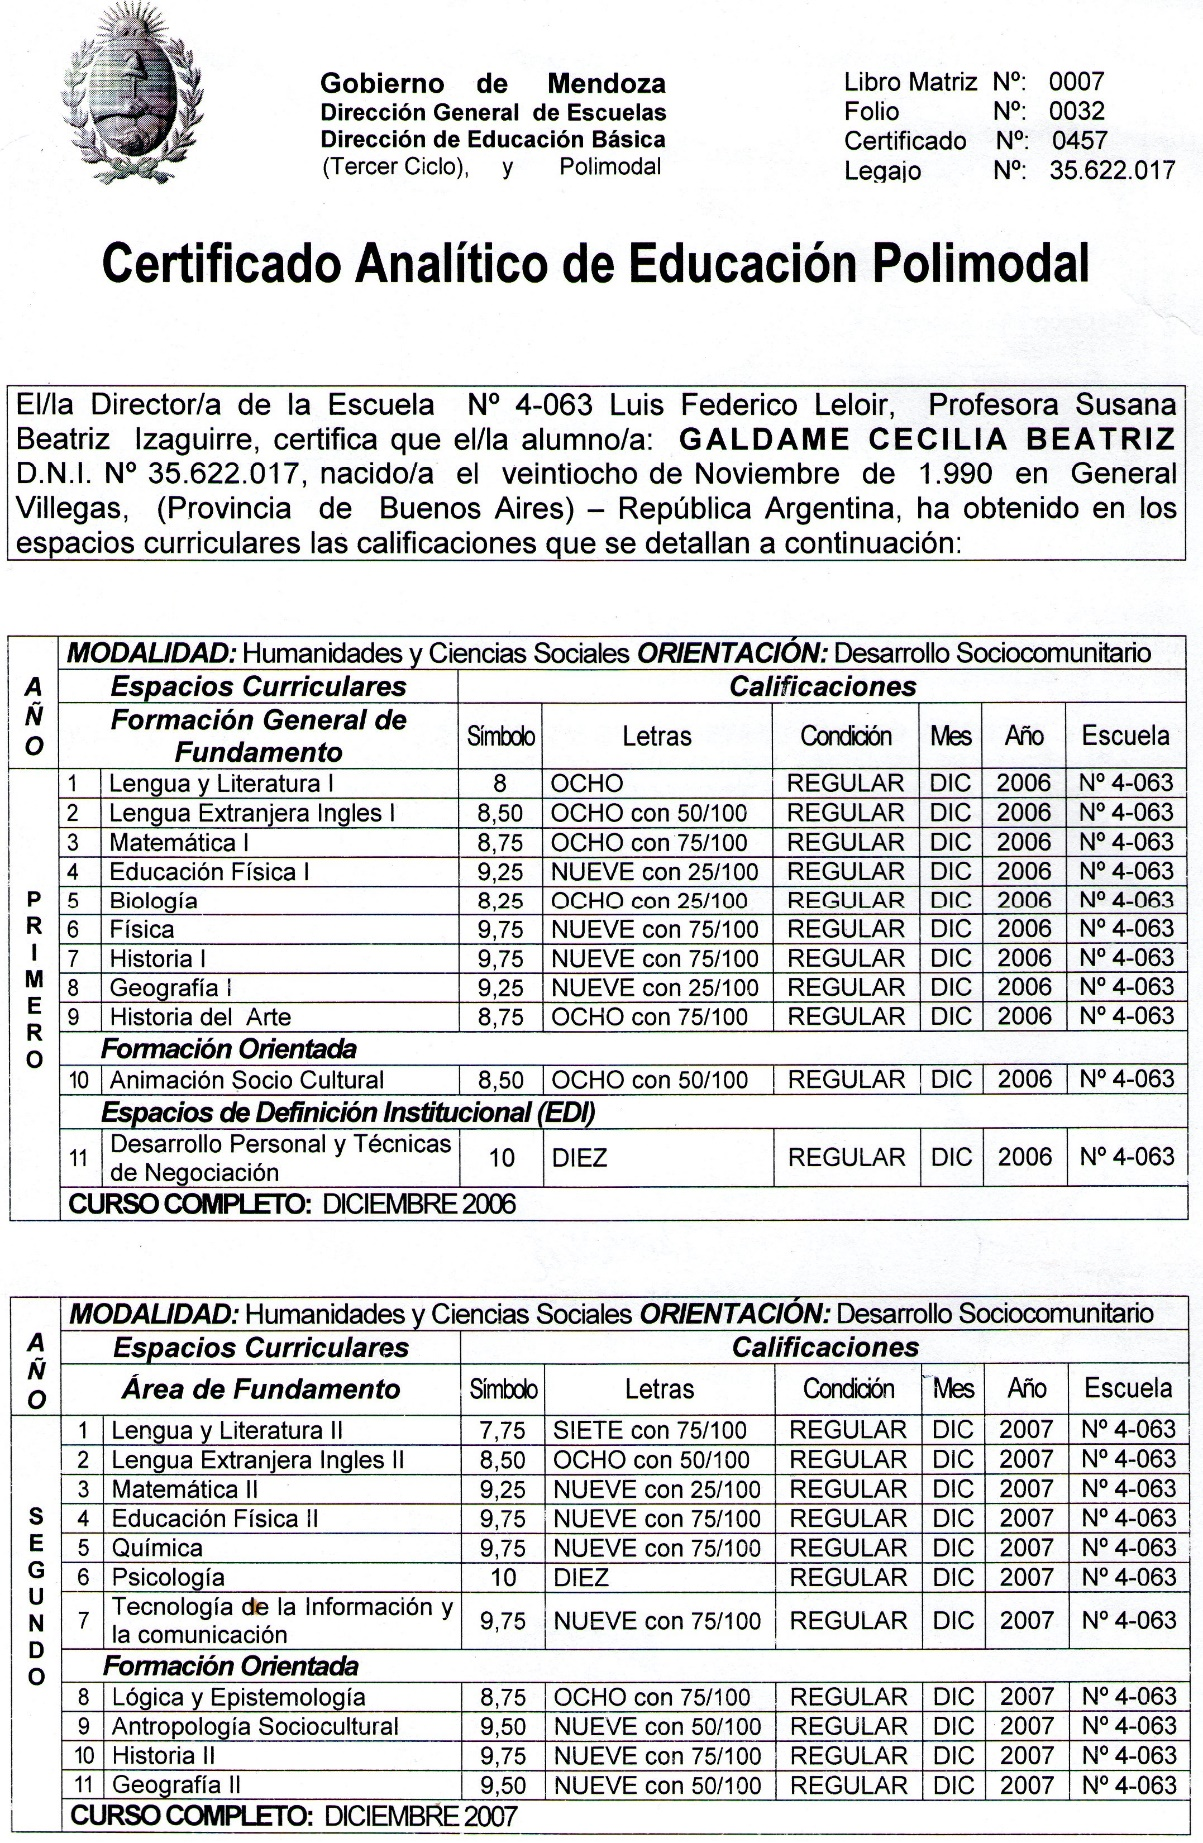 Gobierno de Mendoza
Dirección General de Escuelas
Dirección de Educación Básica
(Tercer Ciclo), y Polimodal
Libro Matriz Nº: 0007
Folio Nº: 0032
Certificado Nº: 0457
Legajo Nº: 35.622.017
Certificado Analítico de Educación Polimodal
El/la Director/a de la Escuela Nº 4-063 Luis Federico Leloir, Profesora Susana
Beatriz Izaguirre, certifica que el/la alumno/a: GALDAME CECILIA BEATRIZ
D.N.I. Nº 35.622.017, nacido/a el veintiocho de Noviembre de 1.990 en General
Villegas, (Provincia de Buenos Aires) – República Argentina, ha obtenido en los
espacios curriculares las calificaciones que se detallan a continuación:
AÑO
MODALIDAD: Humanidades y Ciencias Sociales ORIENTACIÓN: Desarrollo Sociocomunitario
Espacios Curriculares Calificaciones
Formación General de
Fundamento
Símbolo Letras Condición Mes Año Escuela
PRIMERO
1 Lengua y Literatura I 8 OCHO REGULAR DIC 2006 Nº 4-063
2 Lengua Extranjera Ingles I 8,50 OCHO con 50/100 REGULAR DIC 2006 Nº 4-063
3 Matemática I 8,75 OCHO con 75/100 REGULAR DIC 2006 Nº 4-063
4 Educación Física I 9,25 NUEVE con 25/100 REGULAR DIC 2006 Nº 4-063
5 Biología 8,25 OCHO con 25/100 REGULAR DIC 2006 Nº 4-063
6 Física 9,75 NUEVE con 75/100 REGULAR DIC 2006 Nº 4-063
7 Historia I 9,75 NUEVE con 75/100 REGULAR DIC 2006 Nº 4-063
8 Geografía I 9,25 NUEVE con 25/100 REGULAR DIC 2006 Nº 4-063
9 Historia del Arte 8,75 OCHO con 75/100 REGULAR DIC 2006 Nº 4-063
Formación Orientada
10 Animación Socio Cultural 8,50 OCHO con 50/100 REGULAR DIC 2006 Nº 4-063
Espacios de Definición Institucional (EDI)
11 Desarrollo Personal y Técnicas
de Negociación 10 DIEZ REGULAR DIC 2006 Nº 4-063
CURSO COMPLETO: DICIEMBRE 2006
AÑO
MODALIDAD: Humanidades y Ciencias Sociales ORIENTACIÓN: Desarrollo Sociocomunitario
Espacios Curriculares Calificaciones
Área de Fundamento Símbolo Letras Condición Mes Año Escuela
SEGUNDO
1 Lengua y Literatura II 7,75 SIETE con 75/100 REGULAR DIC 2007 Nº 4-063
2 Lengua Extranjera Ingles II 8,50 OCHO con 50/100 REGULAR DIC 2007 Nº 4-063
3 Matemática II 9,25 NUEVE con 25/100 REGULAR DIC 2007 Nº 4-063
4 Educación Física II 9,75 NUEVE con 75/100 REGULAR DIC 2007 Nº 4-063
5 Química 9,75 NUEVE con 75/100 REGULAR DIC 2007 Nº 4-063
6 Psicología 10 DIEZ REGULAR DIC 2007 Nº 4-063
7 Tecnología de la Información y
la comunicación 9,75 NUEVE con 75/100 REGULAR DIC 2007 Nº 4-063
Formación Orientada
8 Lógica y Epistemología 8,75 OCHO con 75/100 REGULAR DIC 2007 Nº 4-063
9 Antropología Sociocultural 9,50 NUEVE con 50/100 REGULAR DIC 2007 Nº 4-063
10 Historia II 9,75 NUEVE con 75/100 REGULAR DIC 2007 Nº 4-063
11 Geografía II 9,50 NUEVE con 50/100 REGULAR DIC 2007 Nº 4-063
CURSO COMPLETO: DICIEMBRE 2007